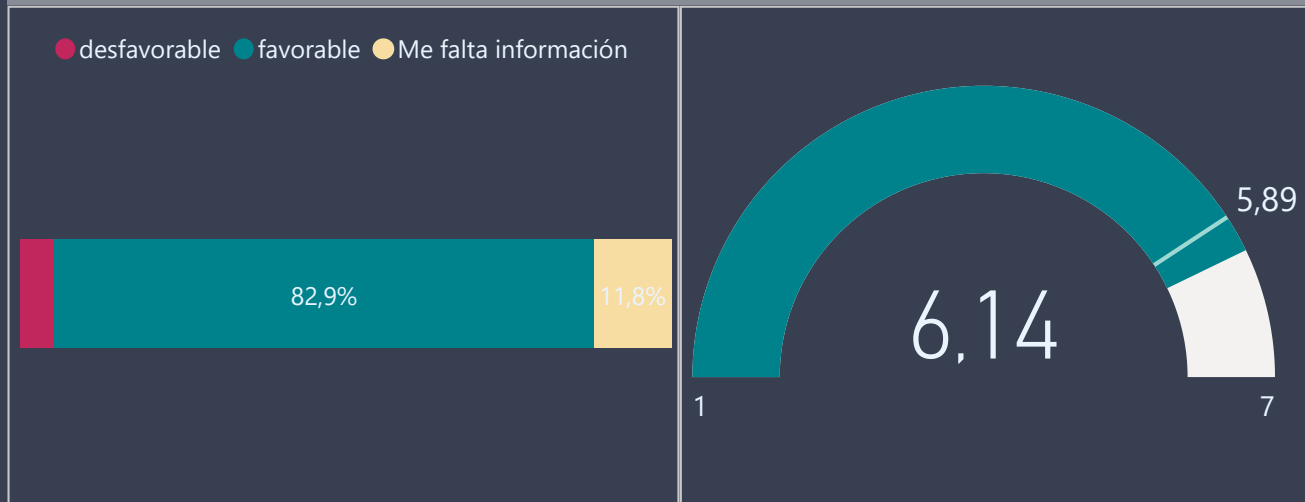 desfavorable favorable Me falta información
82,9% 11,8%
5,89
6,14
1 7